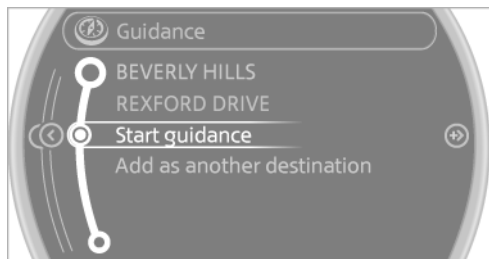 Guidance
BEVERLY HILLS
REXFORD DRIVE
Start guidance
Add as another destination